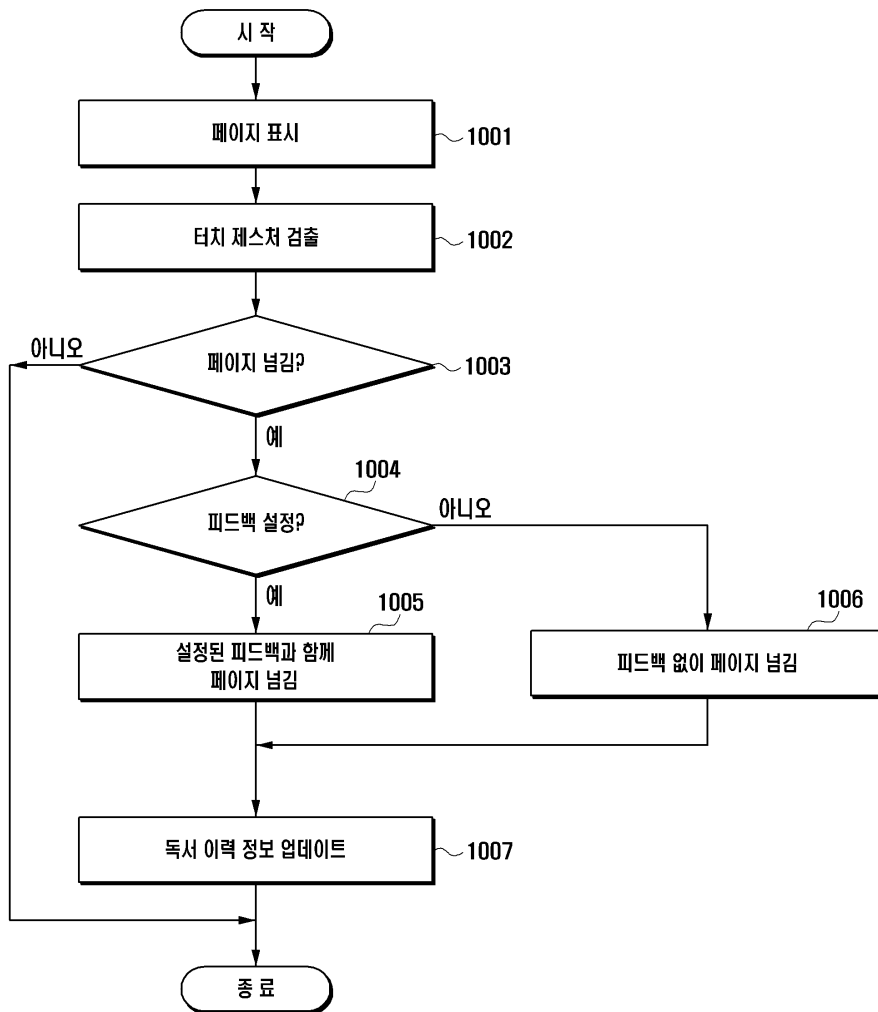 시 작
페이지 표시
1001
터치 제스처 검출
1002
아니오
페이지 넘김?
1003
예
1004
피드백 설정?
아니오
예
1005
설정된 피드백과 함께
페이지 넘김
1006
피드백 없이 페이지 넘김
독서 이력 정보 업데이트
1007
종 료